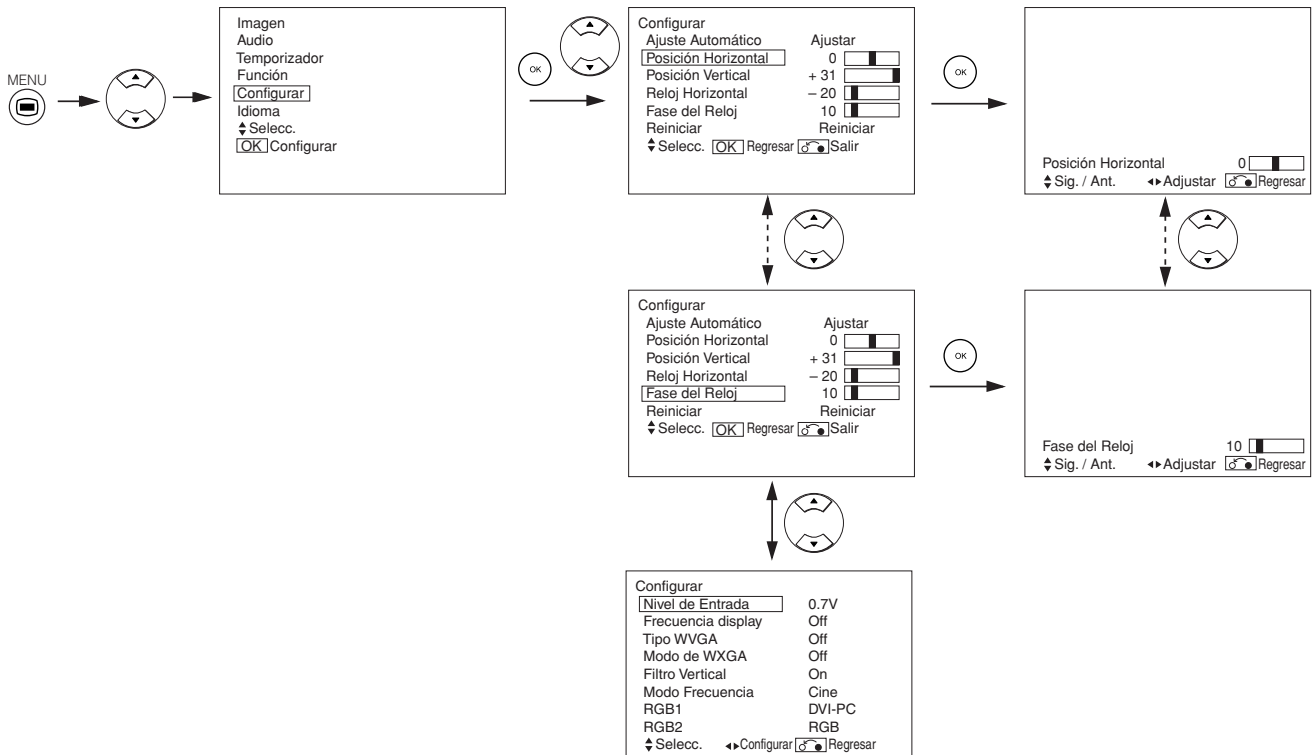 MENU
Imagen
Audio
Temporizador
Función
Configurar
Idioma
Selecc.
OK Configurar
OK
Configurar
Ajuste Automático Ajustar
Posición Horizontal 0
Posición Vertical + 31
Reloj Horizontal – 20
Fase del Reloj 10
Reiniciar Reiniciar
Selecc. OK Regresar Salir
OK
Posición Horizontal 0
Sig. / Ant. Adjustar Regresar
Configurar
Ajuste Automático Ajustar
Posición Horizontal 0
Posición Vertical + 31
Reloj Horizontal – 20
Fase del Reloj 10
Reiniciar Reiniciar
Selecc. OK Regresar Salir
OK
Fase del Reloj 10
Sig. / Ant. Adjustar Regresar
Configurar
Nivel de Entrada 0.7V
Frecuencia display Off
Tipo WVGA Off
Modo de WXGA Off
Filtro Vertical On
Modo Frecuencia Cine
RGB1 DVI-PC
RGB2 RGB
Selecc. Configurar Regresar